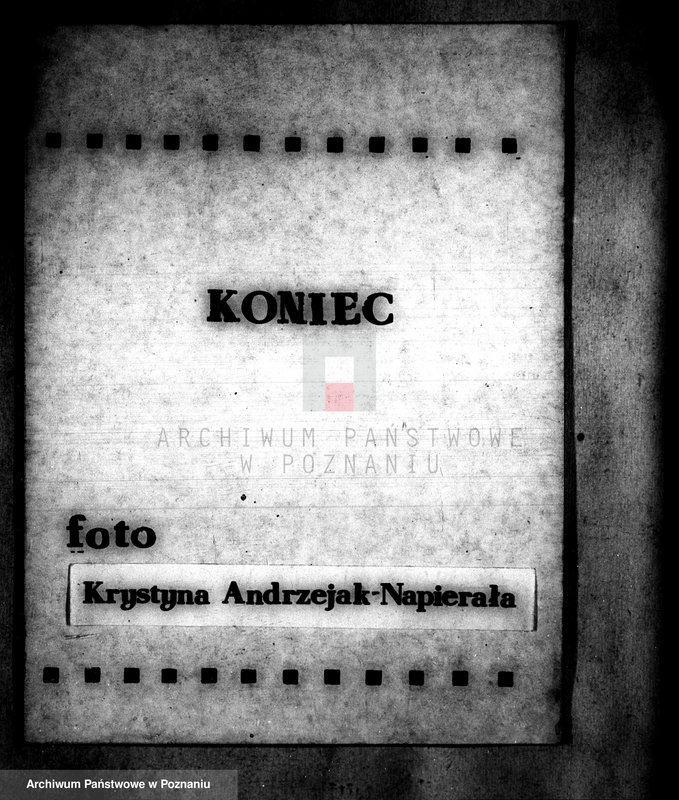 KONIEC
ARCHIWUM PAŃSTWOWE
W POZNANIU
foto
Krystyna Andrzejak-Napierała
Archiwum Państwowe w Poznaniu